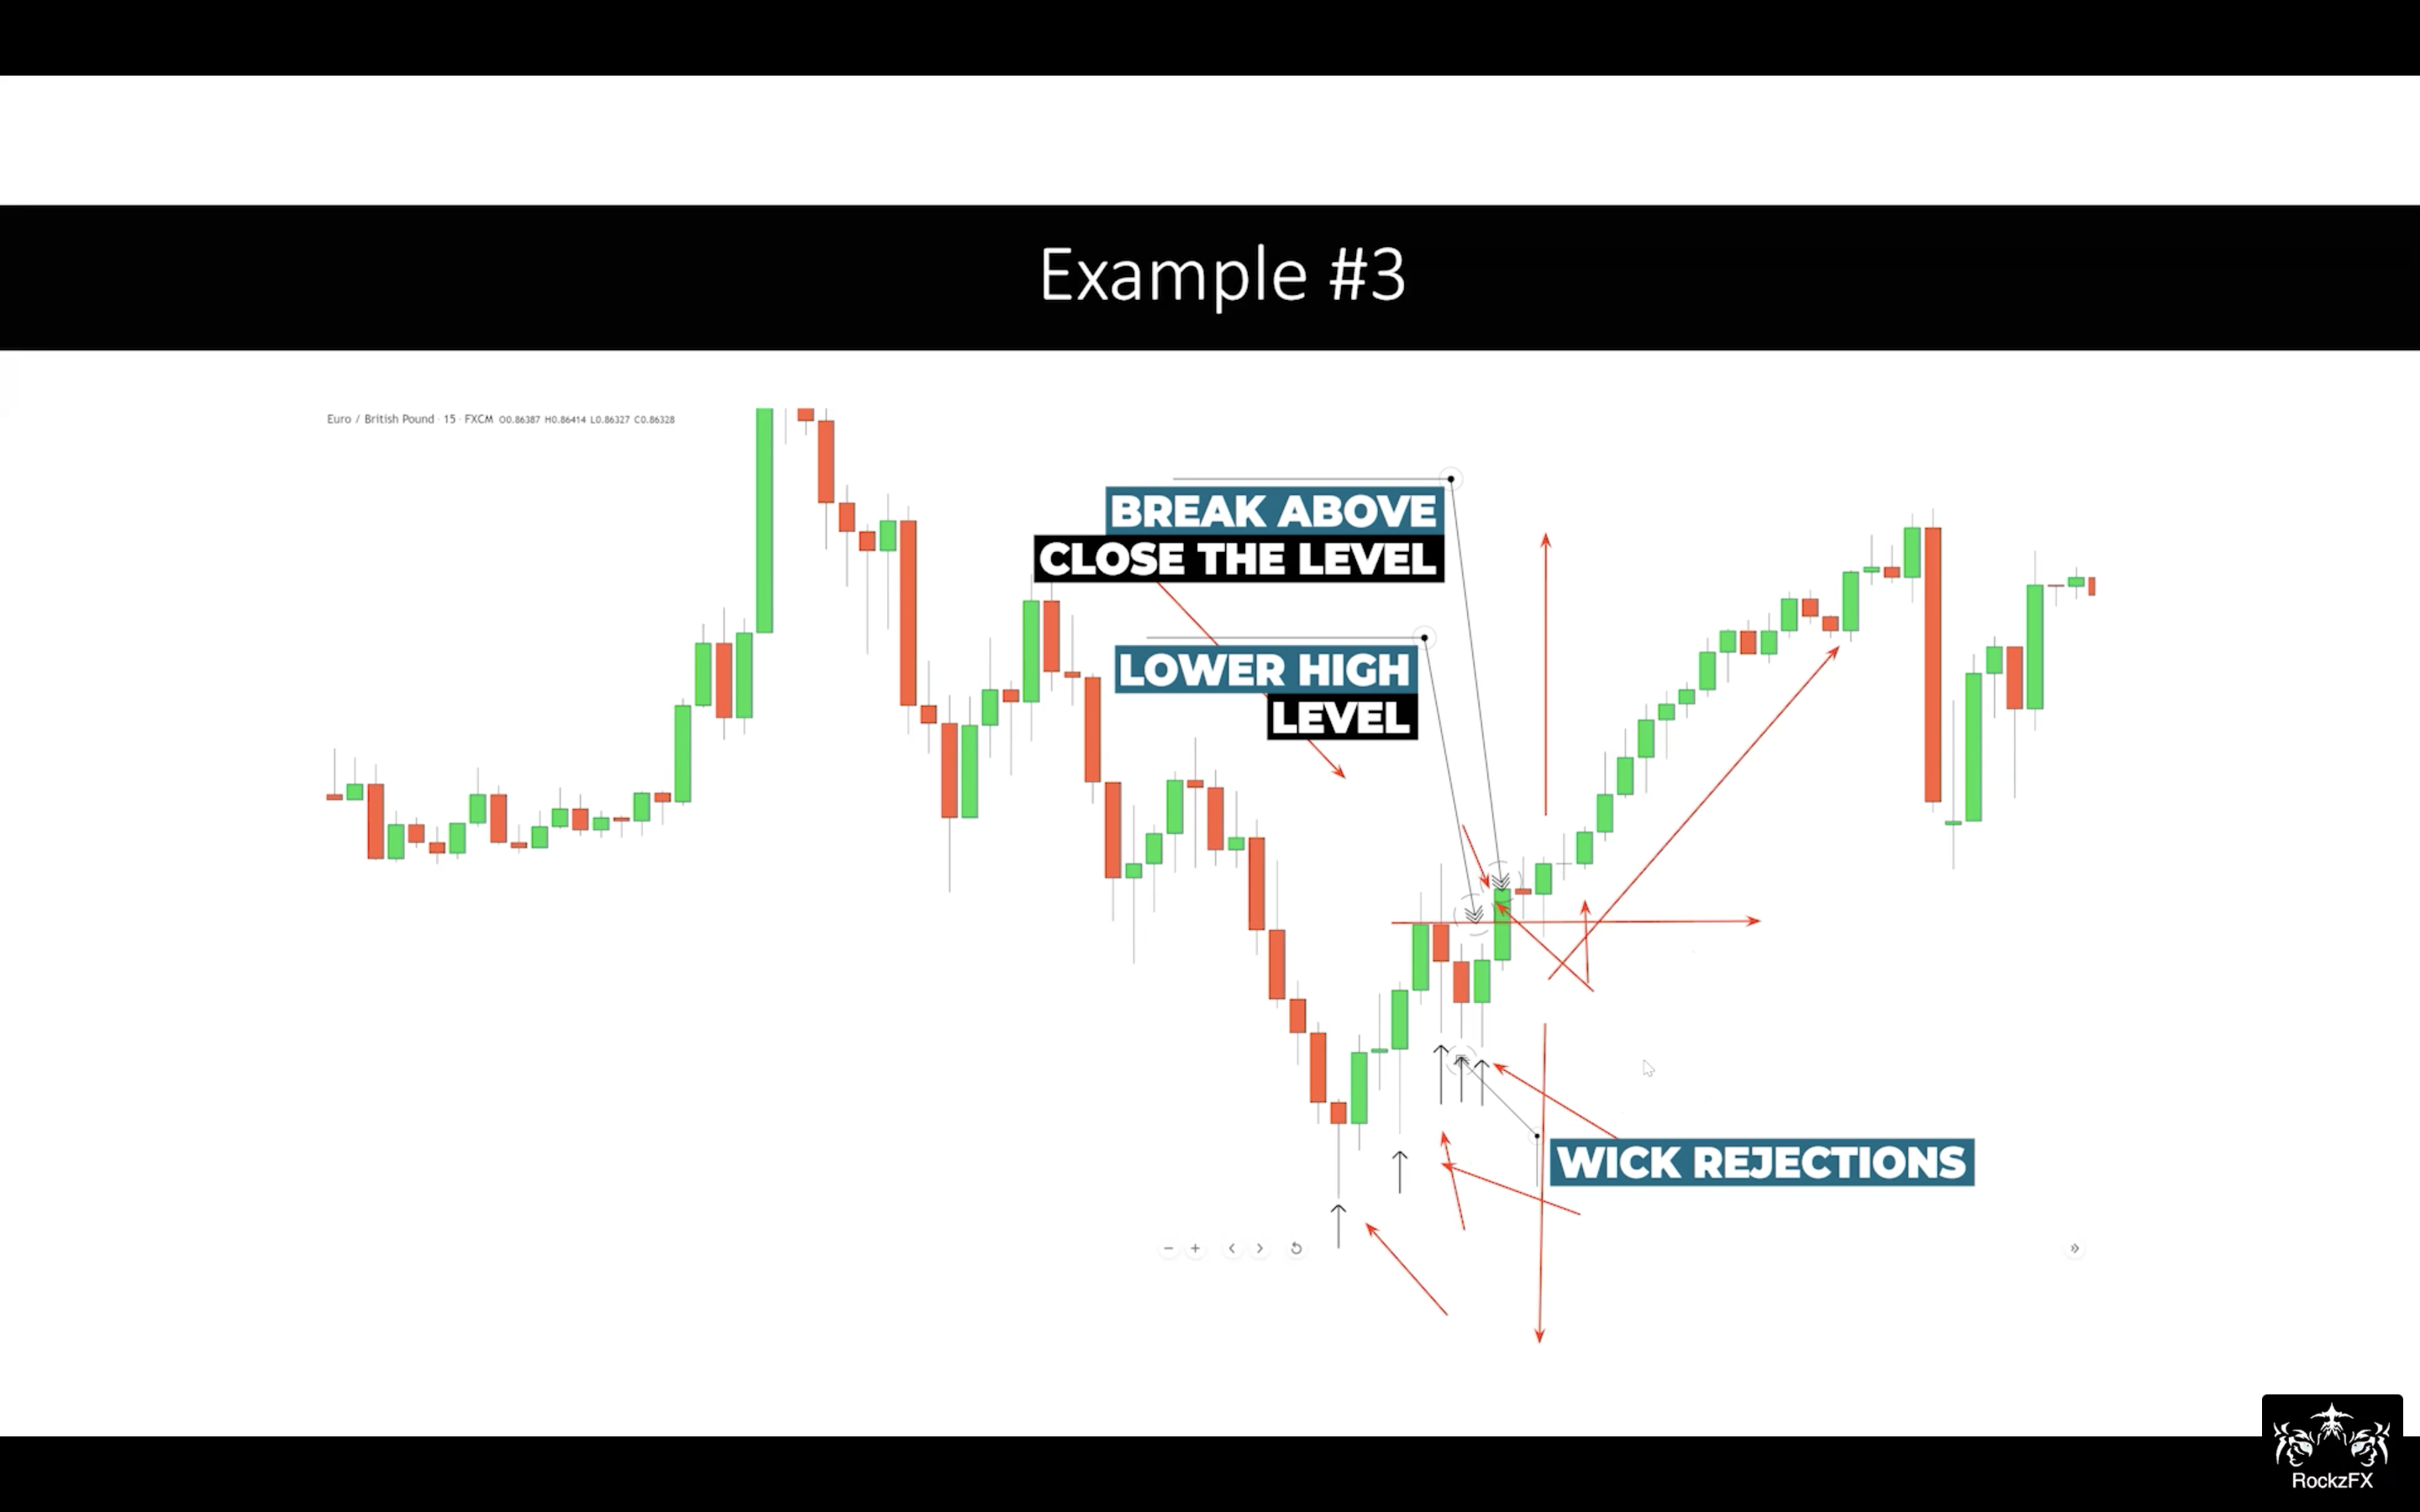 Example #3
Euro / British Pound · 15 · FXCM O0.86387 H0.86414 L0.86327 C0.86328
BREAK ABOVE
CLOSE THE LEVEL
LOWER HIGH
LEVEL
WICK REJECTIONS
RockzFX